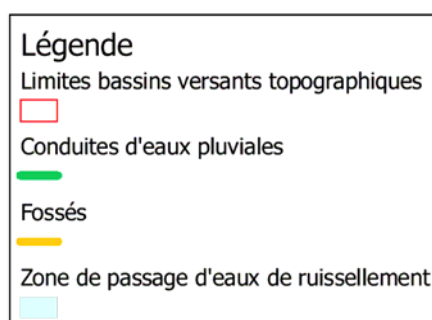 Légende
Limites bassins versants topographiques
Conduites d'eaux pluviales
Fossés
Zone de passage d'eaux de ruissellement